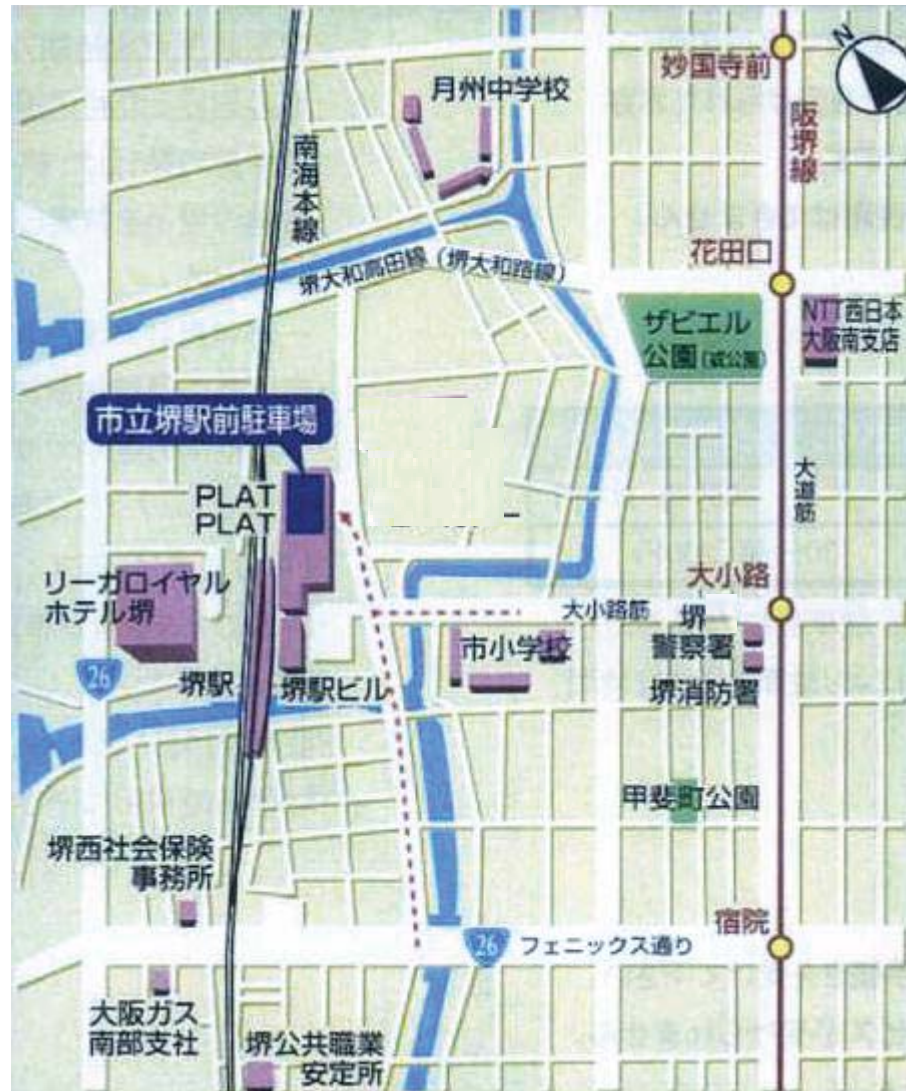 N
妙国寺前
月州中学校
阪堺線
南海本線
花田口
堺大和高田線(堺大和路線)
NTT西日本
大阪南支店
ザビエル
公園(戎公園)
市立堺駅前駐車場
大道筋
PLAT
PLAT
大小路
リーガロイヤル
ホテル堺
大小路筋
堺
警察署
市小学校
26
堺駅
堺駅ビル
堺消防署
甲斐町公園
堺西社会保険
事務所
宿院
26
フェニックス通り
大阪ガス
南部支社
堺公共職業
安定所